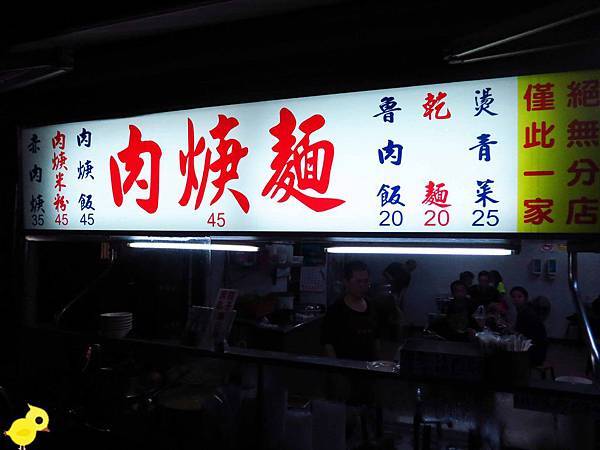 絕無分店
僅此一家
燙青菜
25
乾麵
20
魯肉飯
20
肉焿麵
45
肉焿飯
45
肉焿米粉
45
赤肉焿
35